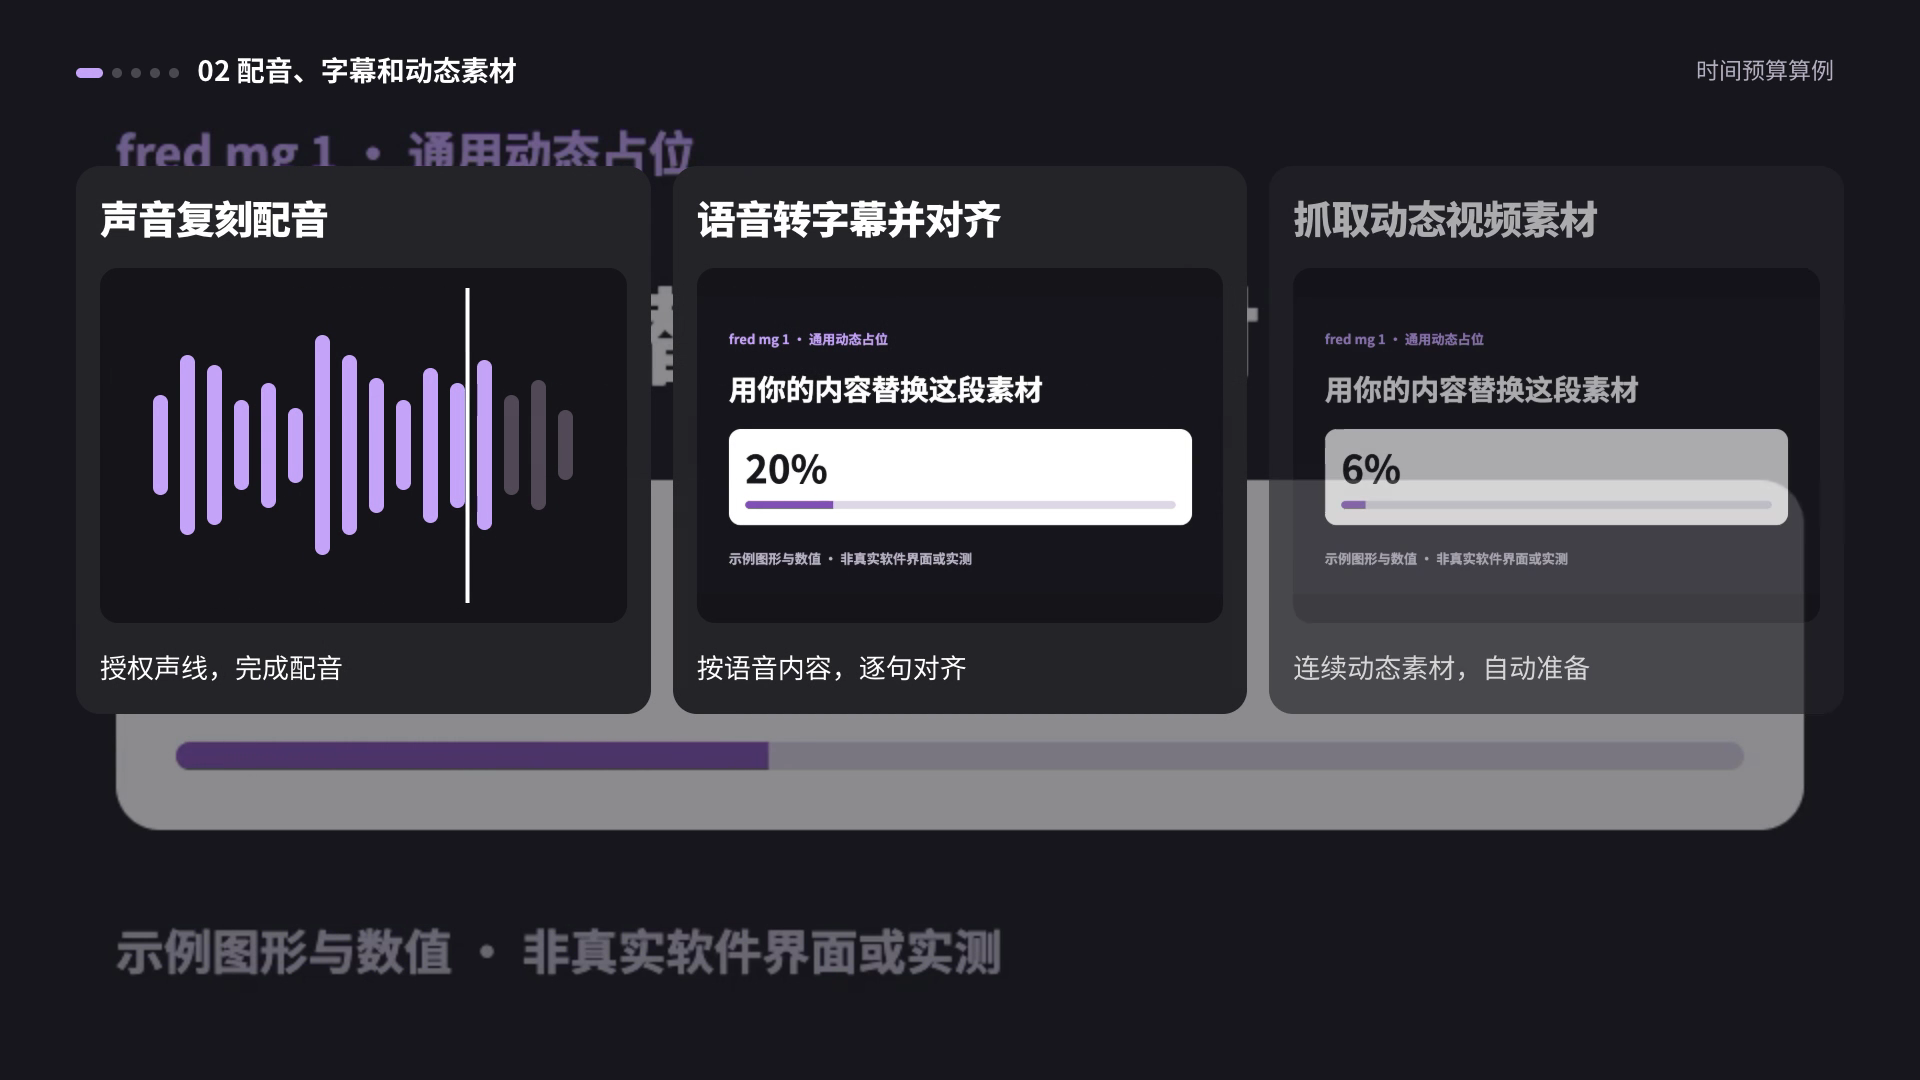 02 配音、字幕和动态素材
时间预算算例
fred mg 1 · 通用动态占位
声音复刻配音
语音转字幕并对齐
抓取动态视频素材
fred mg 1 · 通用动态占位
用你的内容替换这段素材
20%
示例图形与数值 · 非真实软件界面或实测
fred mg 1 · 通用动态占位
用你的内容替换这段素材
6%
示例图形与数值 · 非真实软件界面或实测
授权声线，完成配音
按语音内容，逐句对齐
连续动态素材，自动准备
示例图形与数值 · 非真实软件界面或实测